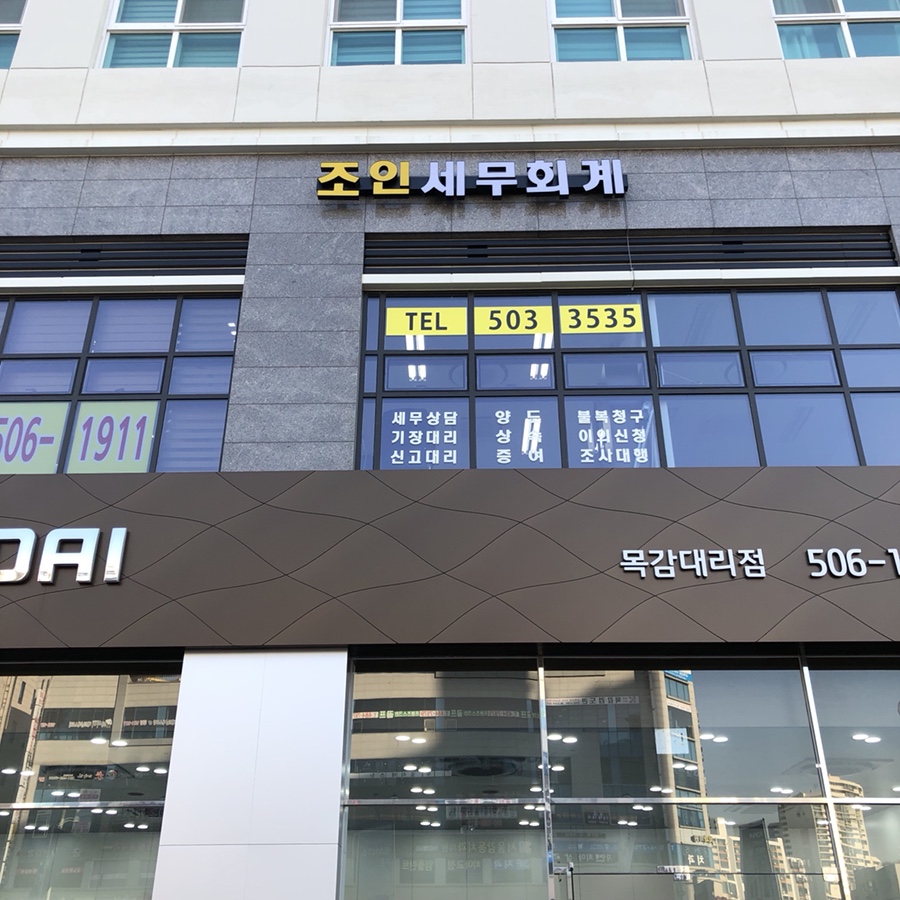 조인세무회계
TEL 503 3535
세무상담 양 도 불복청구
기장대리 상 속 이의신청
신고대리 증 여 조사대행
506-1911
DAI
목감대리점 506-1